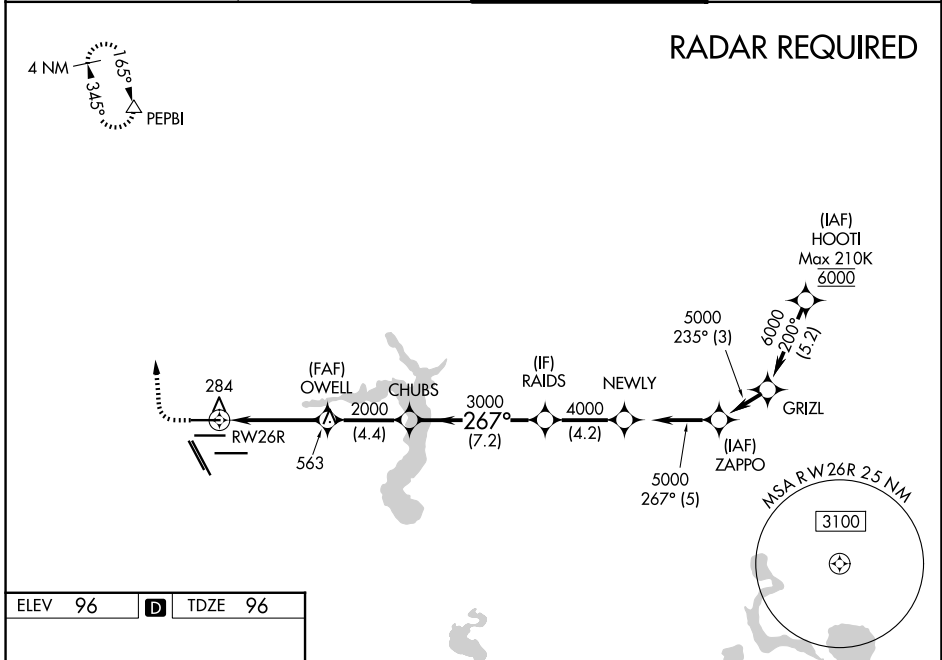 RADAR REQUIRED
4 NM
165°
345°
PEPBI
(IAF)
HOOTI
Max 210K
6000
6000
200°
(5.2)
5000
235° (3)
GRIZL
(FAF)
OWELL
CHUBS
(IF)
RAIDS
NEWLY
284
RW26R
2000
(4.4)
3000
267°
(7.2)
4000
(4.2)
(IAF)
ZAPPO
563
5000
267° (5)
MSA RW26R 25 NM
3100
ELEV 96 D TDZE 96